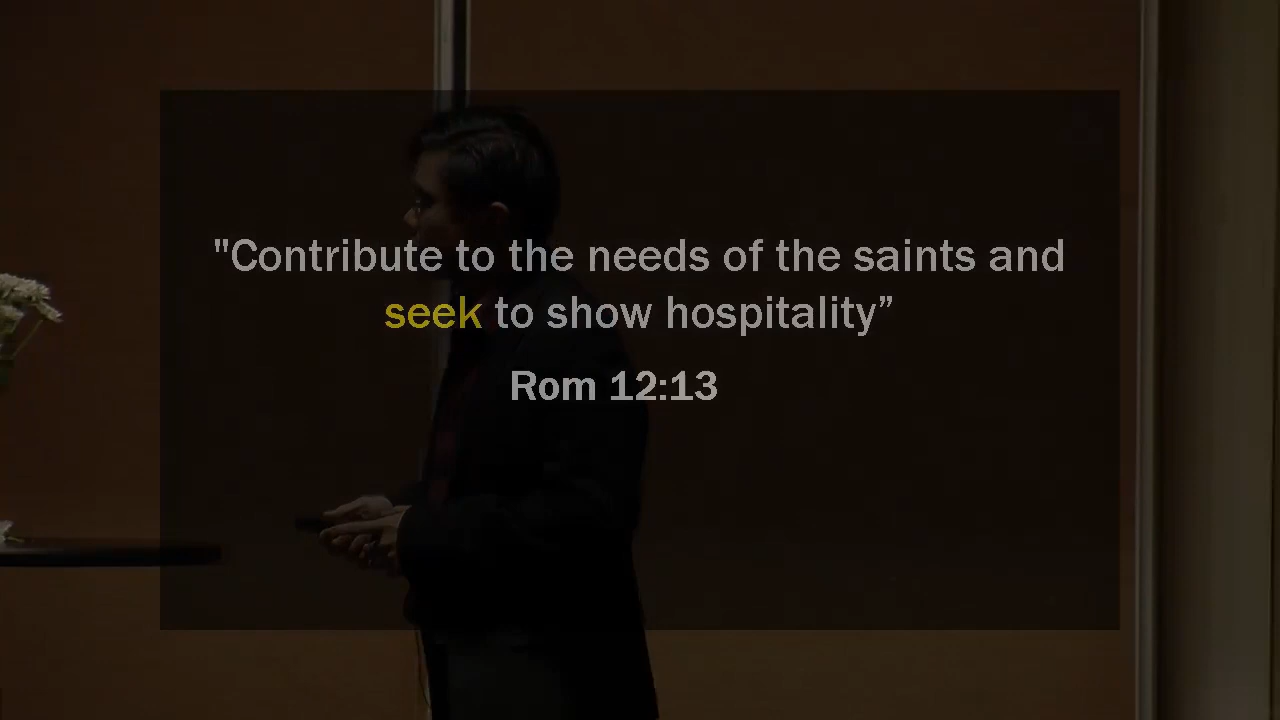 "Contribute to the needs of the saints and
seek to show hospitality”
Rom 12:13